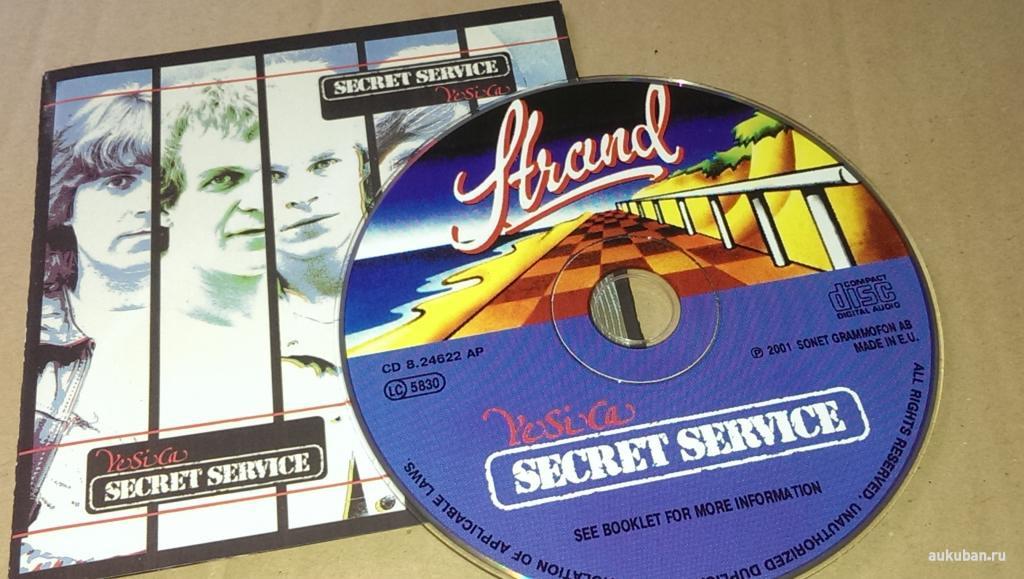 SECRET SERVICE
Ye Si Ca
Ye Si Ca
SECRET SERVICE
Strand
COMPACT
disc
DIGITAL AUDIO
CD 8.24622 AP
LC 5830
℗ 2001 SONET GRAMMOFON AB
MADE IN E.U.
Ye Si Ca
SECRET SERVICE
SEE BOOKLET FOR MORE INFORMATION
ALL RIGHTS RESERVED. UNAUTHORIZED OF APPLICABLE LAWS.
aukuban.ru